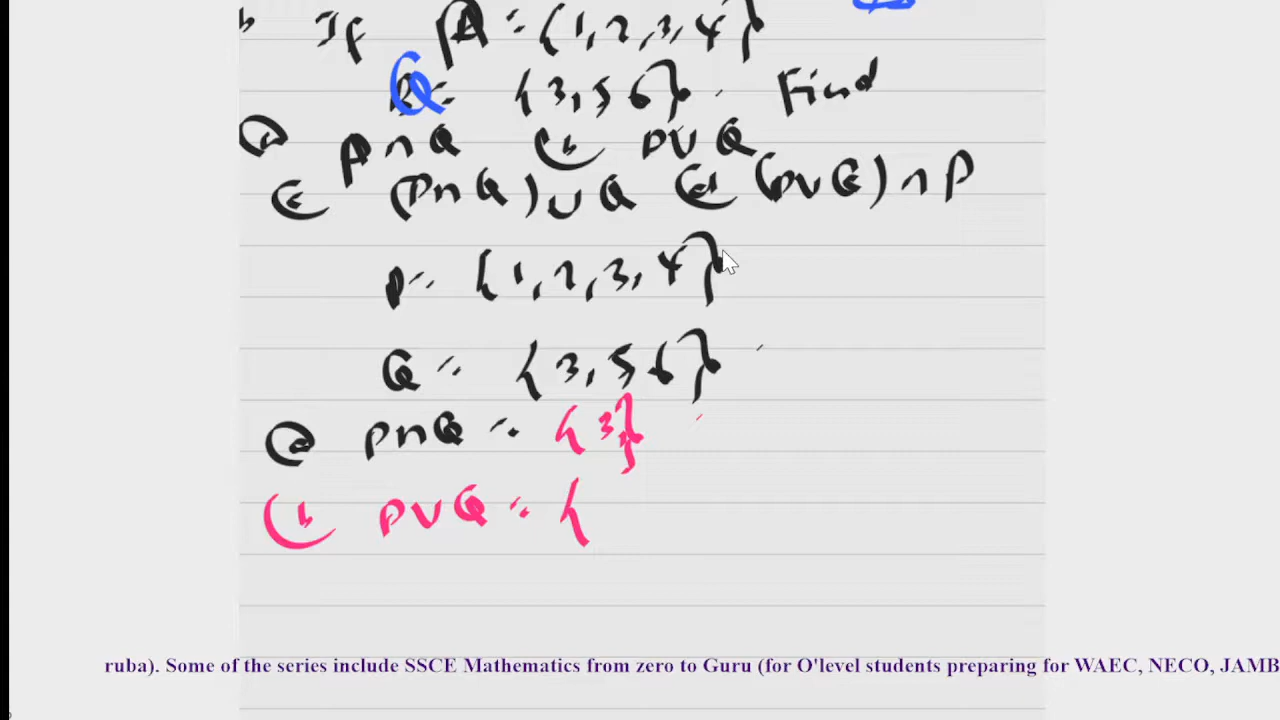 If P = {1, 2, 3, 4}
Q = {3, 5 6}. Find
(a) P ∩ Q (b) P ∪ Q
(c) (P ∩ Q) ∪ Q (d) (P ∪ Q) ∩ P
P = {1, 2, 3, 4}
Q = {3, 5 6}.
(a) P ∩ Q = {3}.
(b) P ∪ Q = {
ruba). Some of the series include SSCE Mathematics from zero to Guru (for O'level students preparing for WAEC, NECO, JAMB